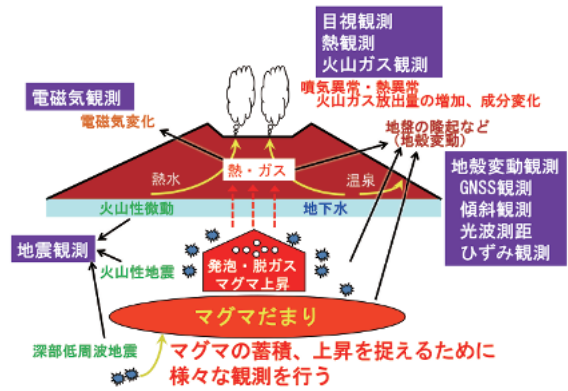 目視観測
熱観測
火山ガス観測
噴気異常・熱異常
火山ガス放出量の増加、成分変化
電磁気観測
電磁気変化
地盤の隆起など
(地殻変動)
熱・ガス
熱水
温泉
地殻変動観測
GNSS観測
傾斜観測
光波測距
ひずみ観測
火山性微動
地下水
地震観測
火山性地震
発泡・脱ガス
マグマ上昇
マグマだまり
深部低周波地震
マグマの蓄積、上昇を捉えるために
様々な観測を行う